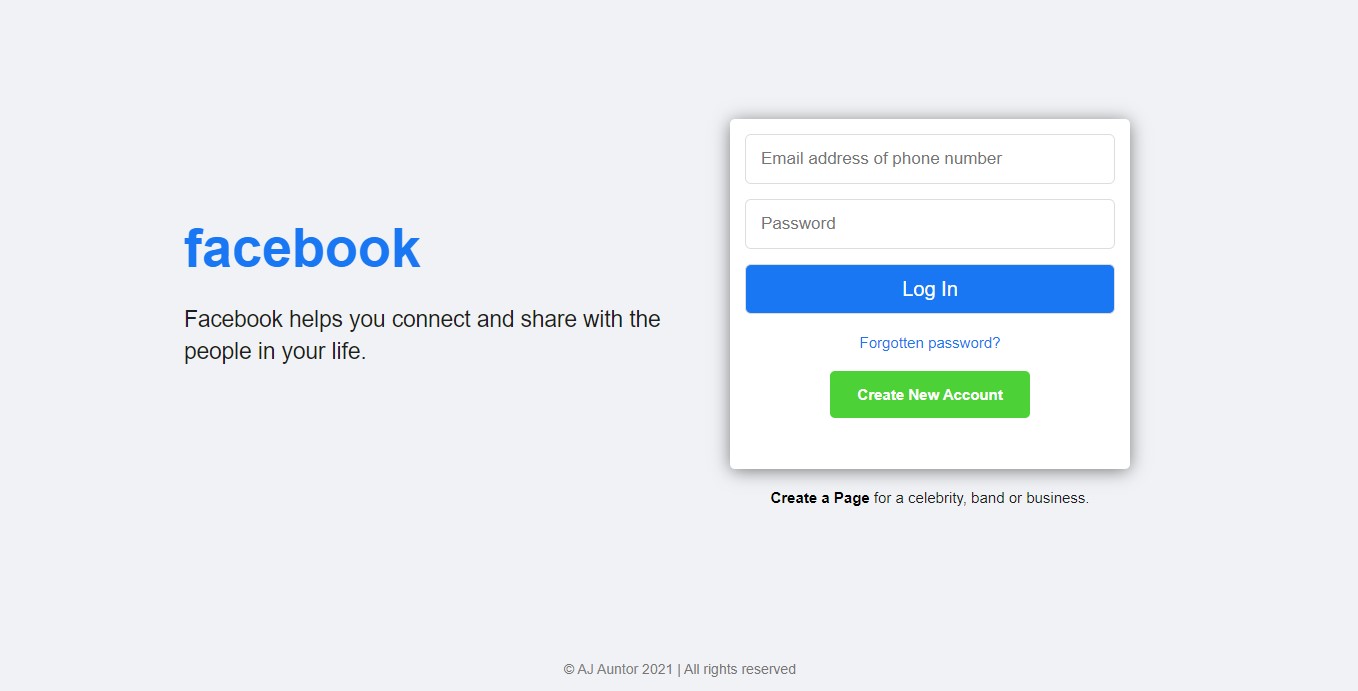 facebook
Facebook helps you connect and share with the
people in your life.
Email address of phone number
Password
Log In
Forgotten password?
Create New Account
Create a Page for a celebrity, band or business.
© AJ Auntor 2021 | All rights reserved